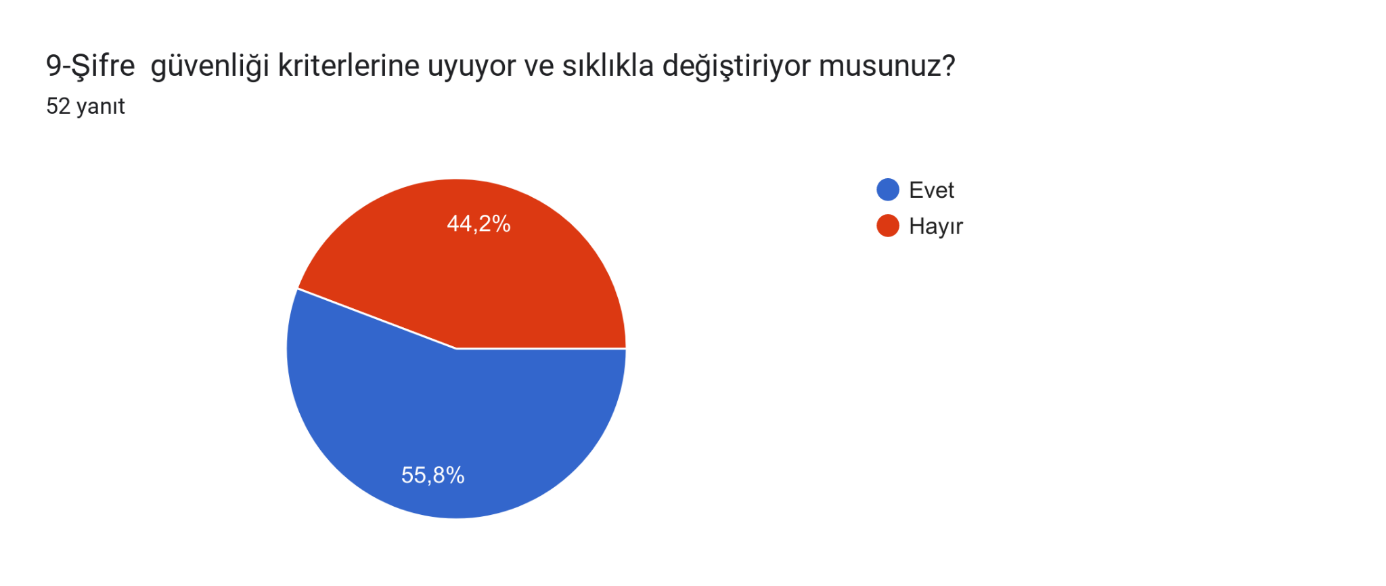 9-Şifre  güvenliği kriterlerine uyuyor ve sıklıkla değiştiriyor musunuz?
52 yanıt
Evet
Hayır
44,2%
55,8%